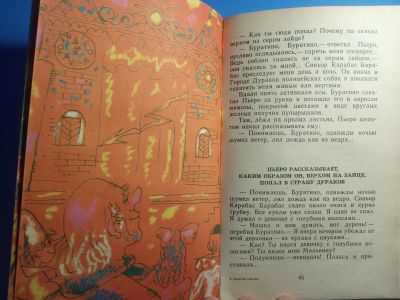 — Как ты сюда попал? Почему ты скакал
верхом на сером зайце?
— Буратино, Буратино,— ответил Пьеро,
пугливо оглядываясь,— спрячь меня поскорее...
Ведь собаки гнались не за серым зайцем,—
они гнались за мной... Синьор Карабас Бара-
бас преследует меня день и ночь. Он нанял в
Городе Дураков полицейских собак и поклялся
схватить меня живым или мёртвым.
Вдали опять затявкали псы. Буратино схва-
тил Пьеро за рукав и потащил его в заросли
мимозы, покрытой цветами в виде круглых
жёлтых пахучих пупырышков.
Там, лёжа на прелых листьях, Пьеро шёпотом
начал рассказывать ему:
— Понимаешь, Буратино, однажды ночью
шумел ветер, лил дождь как из ведра...
ПЬЕРО РАССКАЗЫВАЕТ,
КАКИМ ОБРАЗОМ ОН, ВЕРХОМ НА ЗАЙЦЕ,
ПОПАЛ В СТРАНУ ДУРАКОВ
— Понимаешь, Буратино, однажды ночью
шумел ветер, лил дождь как из ведра. Синьор
Карабас Барабас сидел около очага и курил
трубку. Все куклы уже спали. Я один не спал.
Я думал о девочке с голубыми волосами...
— Нашёл о ком думать, вот дурень!— пе-
ребил Буратино.— Я вчера вечером убежал от
этой девчонки — из чулана с пауками...
— Как? Ты видел девочку с голубыми во-
лосами? Ты видел мою Мальвину?
— Подумаешь — невидаль! Плакса и при-
ставала...
65